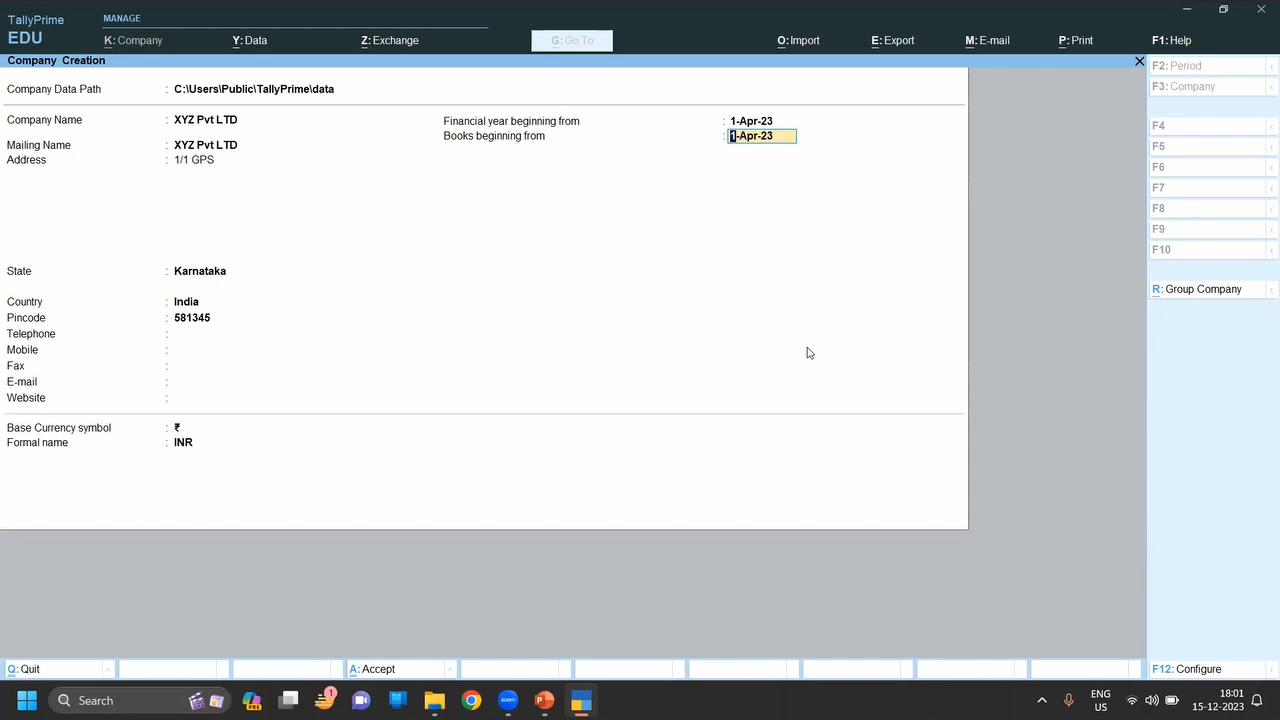 TallyPrime
EDU
MANAGE
K: Company
Y: Data
Z: Exchange
G: Go To
O: Import
E: Export
M: E-mail
P: Print
F1: Help
Company Creation
Company Data Path : C:\Users\Public\TallyPrime\data
Company Name : XYZ Pvt LTD
Mailing Name : XYZ Pvt LTD
Address : 1/1 GPS
State : Karnataka
Country : India
Pincode : 581345
Telephone :
Mobile :
Fax :
E-mail :
Website :
Base Currency symbol : ₹
Formal name : INR
Financial year beginning from : 1-Apr-23
Books beginning from : 1-Apr-23
F2: Period
F3: Company
F4
F5
F6
F7
F8
F9
F10
R: Group Company
F12: Configure
Q: Quit
A: Accept
Search
PRE
1
zoom
ENG
US
18:01
15-12-2023